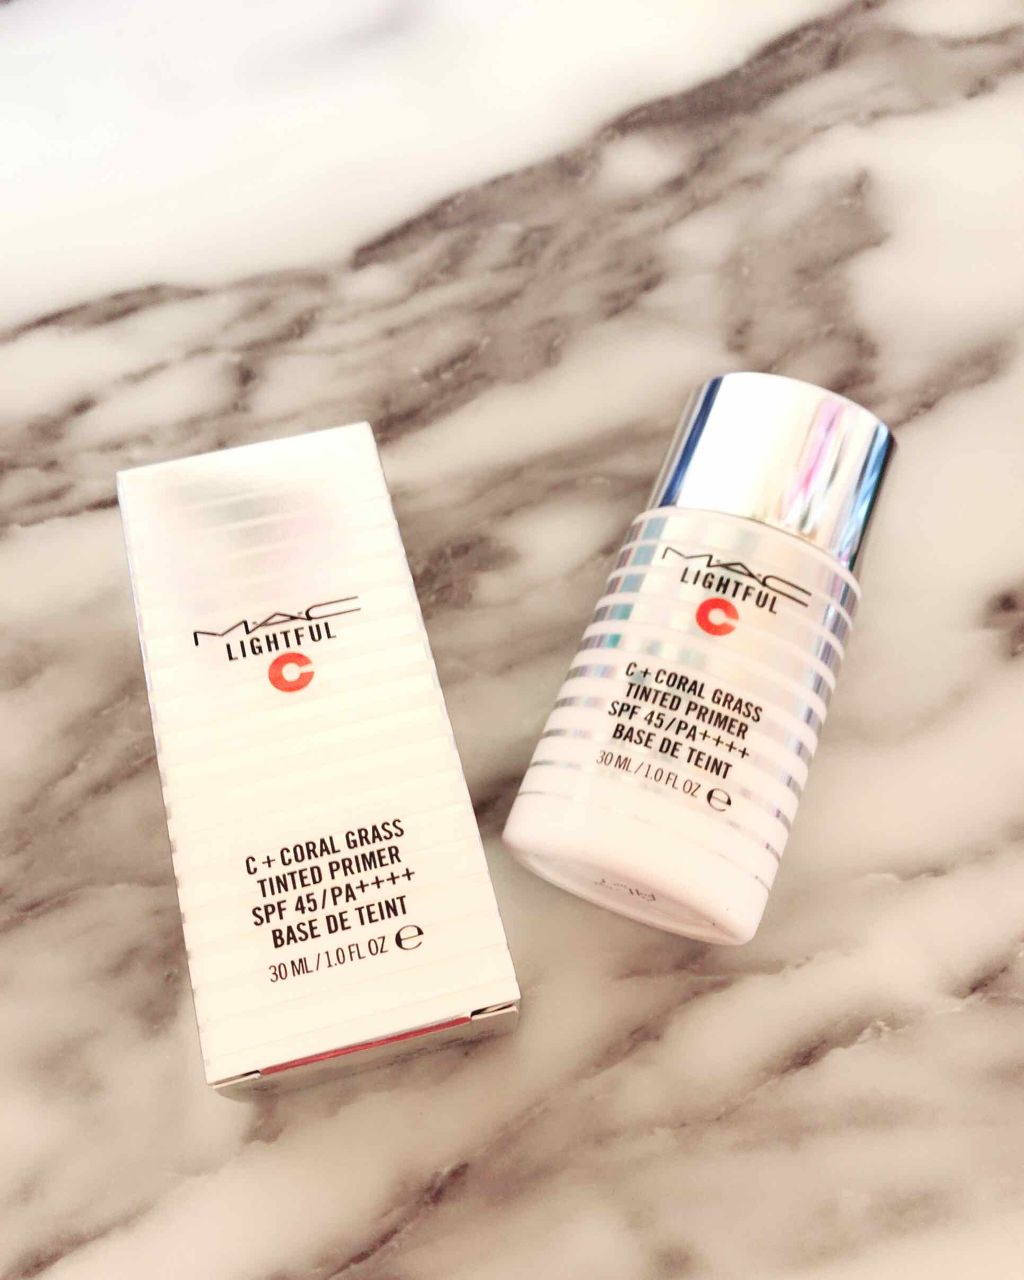 M·A·C
LIGHTFUL
C
C + CORAL GRASS
TINTED PRIMER
SPF 45/PA++++
BASE DE TEINT
30 ML / 1.0 FL OZ ℮
M·A·C
LIGHTFUL
C
C + CORAL GRASS
TINTED PRIMER
SPF 45/PA++++
BASE DE TEINT
30 ML / 1.0 FL OZ ℮